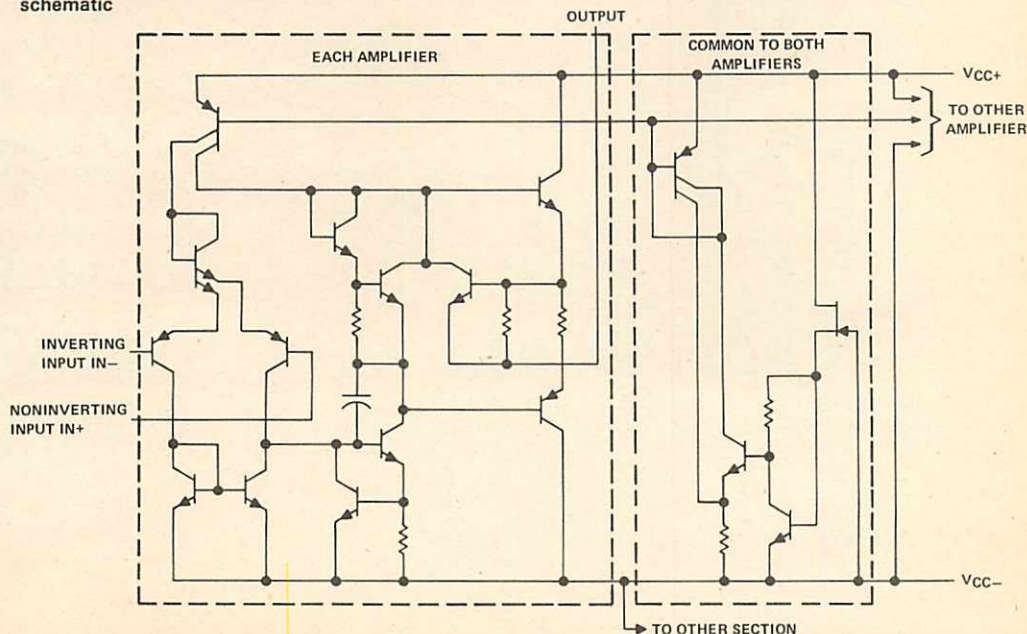 schematic
OUTPUT
EACH AMPLIFIER
COMMON TO BOTH
AMPLIFIERS
VCC+
TO OTHER
AMPLIFIER
INVERTING
INPUT IN−
NONINVERTING
INPUT IN+
VCC−
TO OTHER SECTION